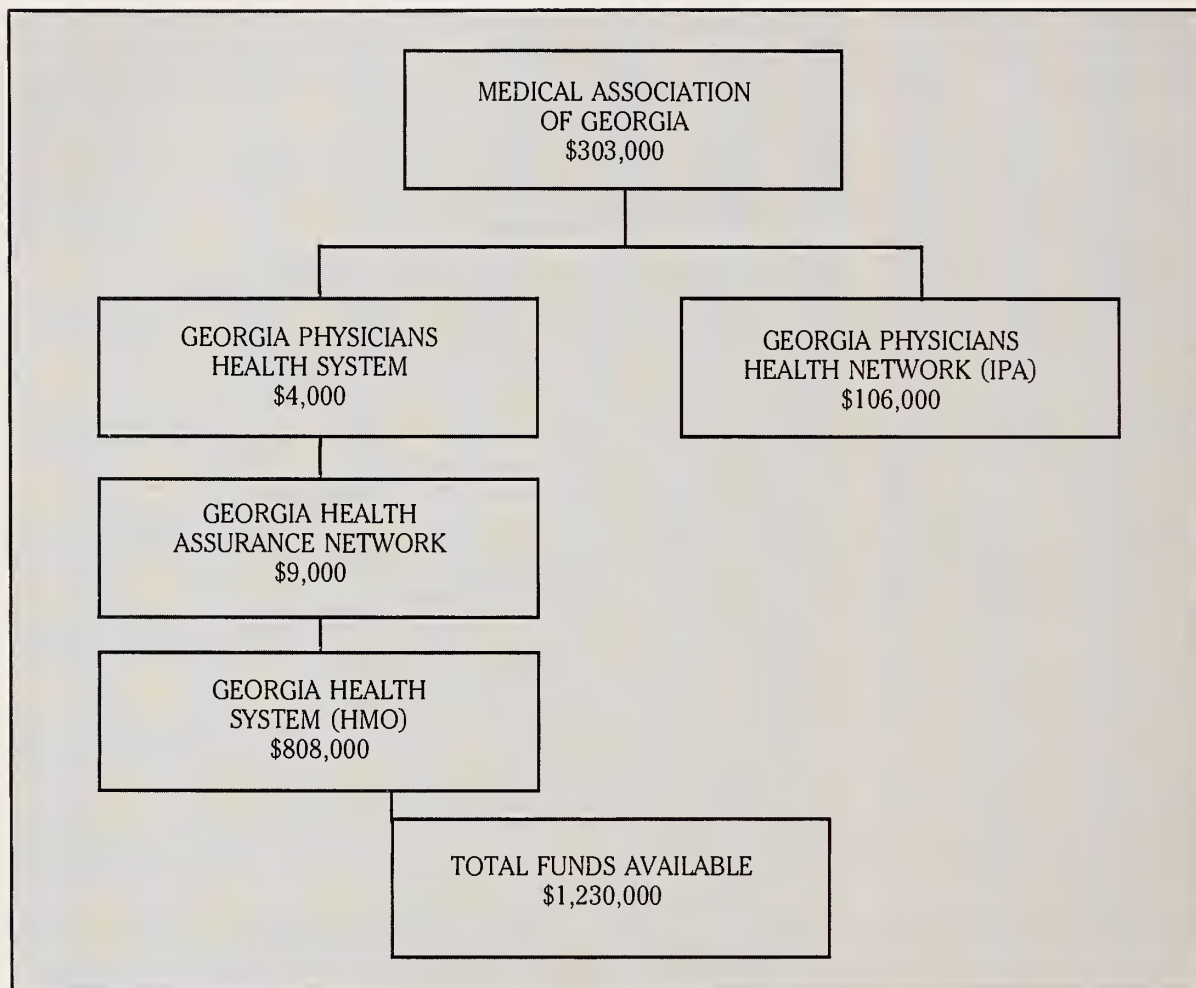 MEDICAL ASSOCIATION
OF GEORGIA
$303,000
GEORGIA PHYSICIANS
HEALTH SYSTEM
$4,000
GEORGIA PHYSICIANS
HEALTH NETWORK (IPA)
$106,000
GEORGIA HEALTH
ASSURANCE NETWORK
$9,000
GEORGIA HEALTH
SYSTEM (HMO)
$808,000
TOTAL FUNDS AVAILABLE
$1,230,000